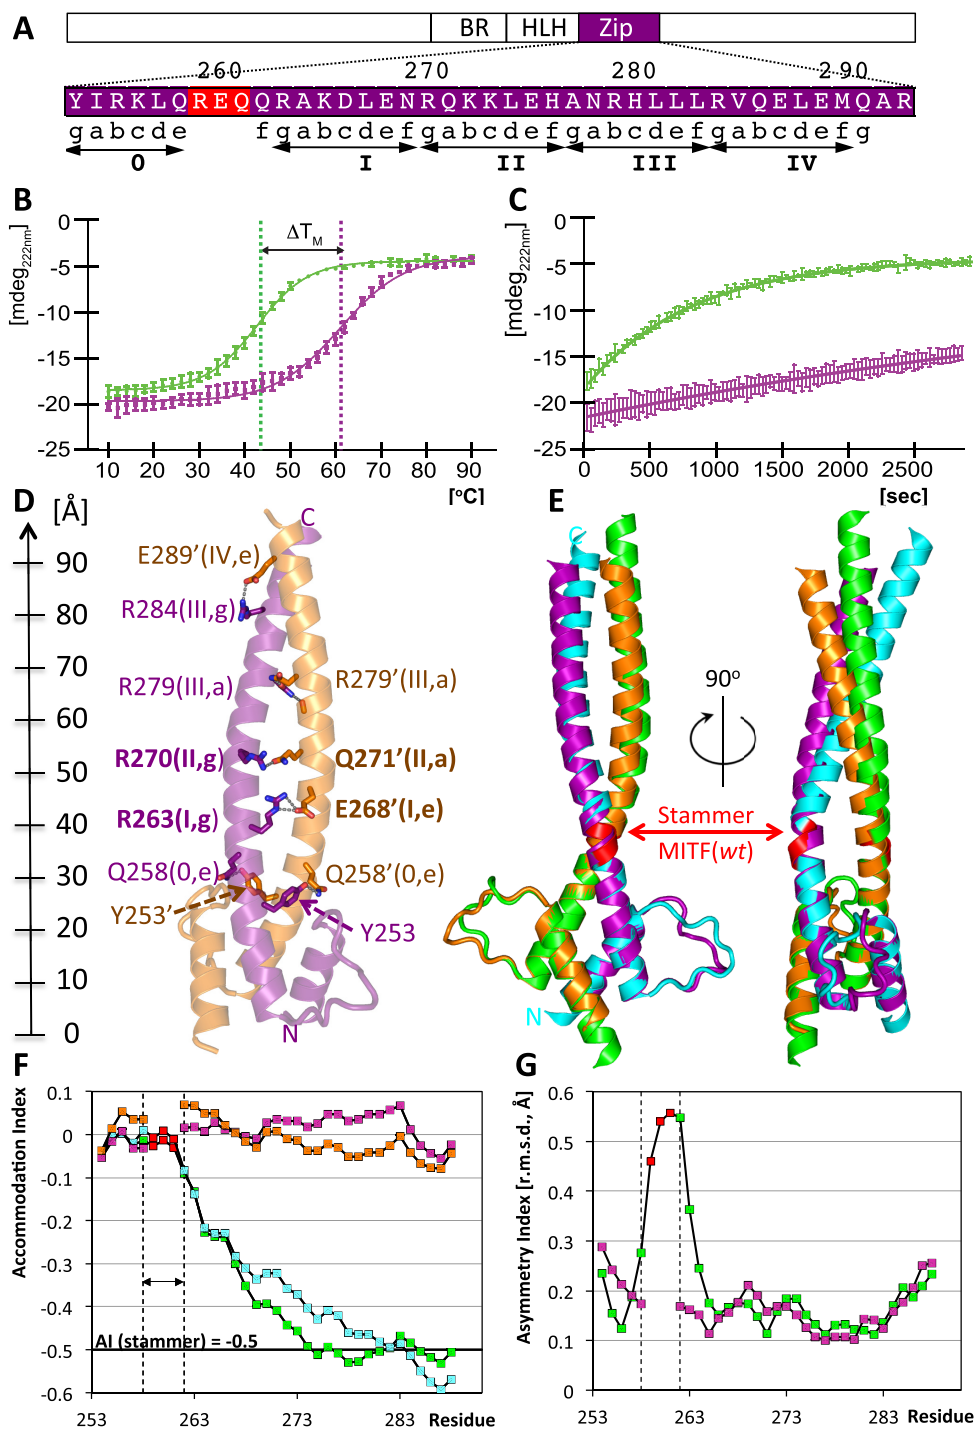 A
BR HLH Zip
260 270 280 290
YIRKLQREQQRAKDLENRQKKLEHANRHLLLRVQELEMQAR
gabcde fgabcdefgabcdefgabcdefgabcdefg
0 I II III IV
B
[mdeg222nm]
0
-5
-10
-15
-20
-25
ΔTM
10 20 30 40 50 60 70 80 90
[oC]
C
[mdeg222nm]
0
-5
-10
-15
-20
-25
0 500 1000 1500 2000 2500
[sec]
D
[Å]
90
80
70
60
50
40
30
20
10
0
C
E289'(IV,e)
R284(III,g)
R279(III,a) R279'(III,a)
R270(II,g) Q271'(II,a)
R263(I,g) E268'(I,e)
Q258(0,e) Q258'(0,e)
Y253' Y253
N
E
C
90o
Stammer
MITF(wt)
N
F
Accommodation Index
0.1
0
-0.1
-0.2
-0.3
-0.4
-0.5
-0.6
AI (stammer) = -0.5
253 263 273 283 Residue
G
Asymmetry Index [r.m.s.d., Å]
0.6
0.5
0.4
0.3
0.2
0.1
0
253 263 273 283 Residue